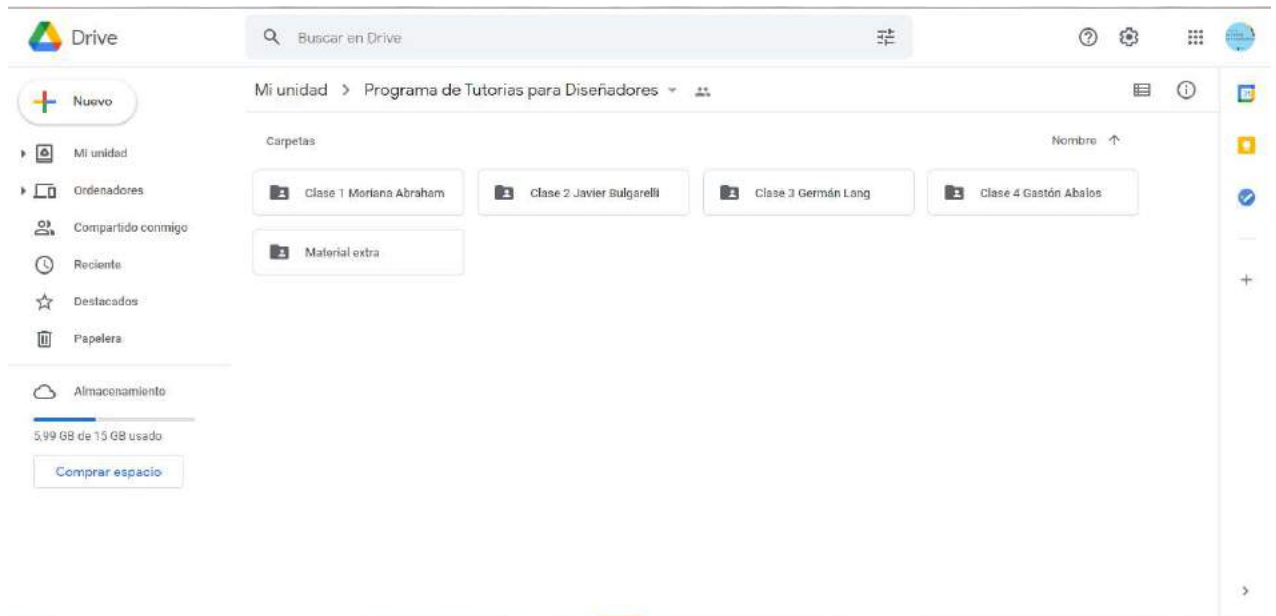 Drive
Buscar en Drive
Nuevo
Mi unidad > Programa de Tutorias para Diseñadores
Carpetas
Nombre
Mi unidad
Ordenadores
Compartido conmigo
Reciente
Destacados
Papelera
Almacenamiento
5,99 GB de 15 GB usado
Comprar espacio
Clase 1 Moriana Abraham
Clase 2 Javier Bulgarelli
Clase 3 Germán Lang
Clase 4 Gastón Abalos
Material extra